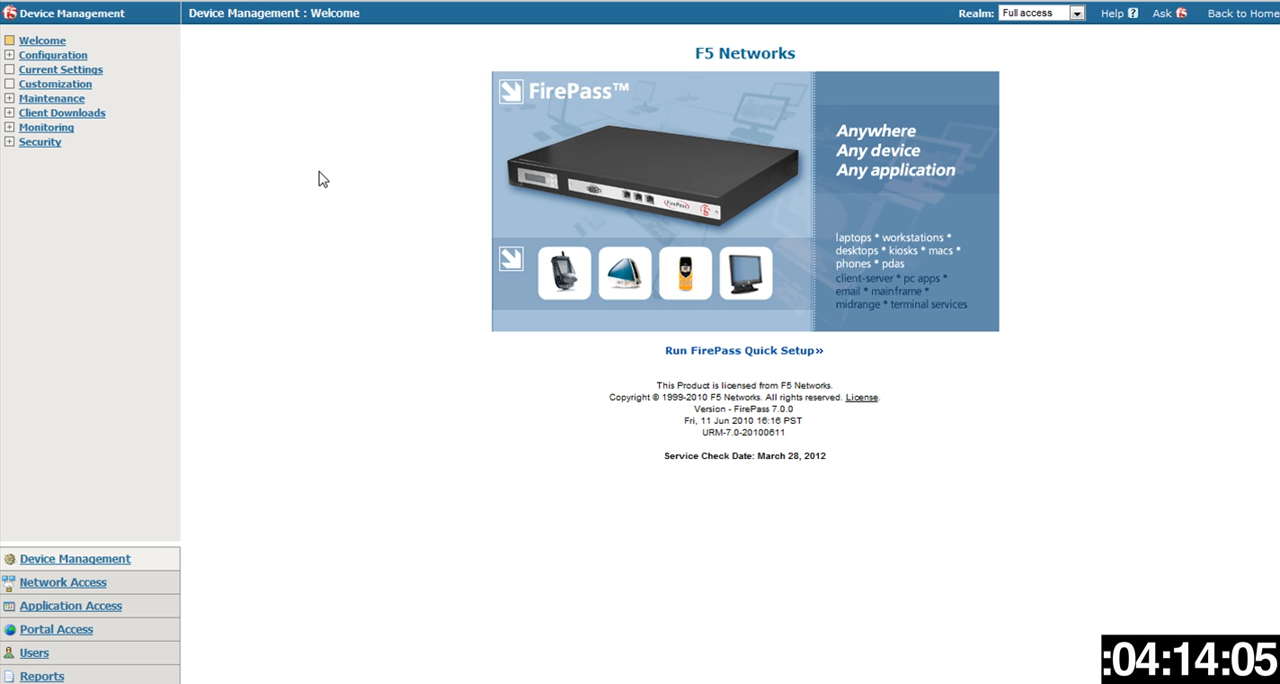 Device Management
Device Management : Welcome
Realm: Full access
Help ?
Ask
Back to Home
Welcome
Configuration
Current Settings
Customization
Maintenance
Client Downloads
Monitoring
Security
F5 Networks
FirePass™
Anywhere
Any device
Any application
laptops * workstations *
desktops * kiosks * macs *
phones * pdas
client-server * pc apps *
email * mainframe *
midrange * terminal services
Run FirePass Quick Setup»
This Product is licensed from F5 Networks.
Copyright © 1999-2010 F5 Networks. All rights reserved. License.
Version - FirePass 7.0.0
Fri, 11 Jun 2010 16:16 PST
URM-7.0-20100611
Service Check Date: March 28, 2012
Device Management
Network Access
Application Access
Portal Access
Users
Reports
:04:14:05